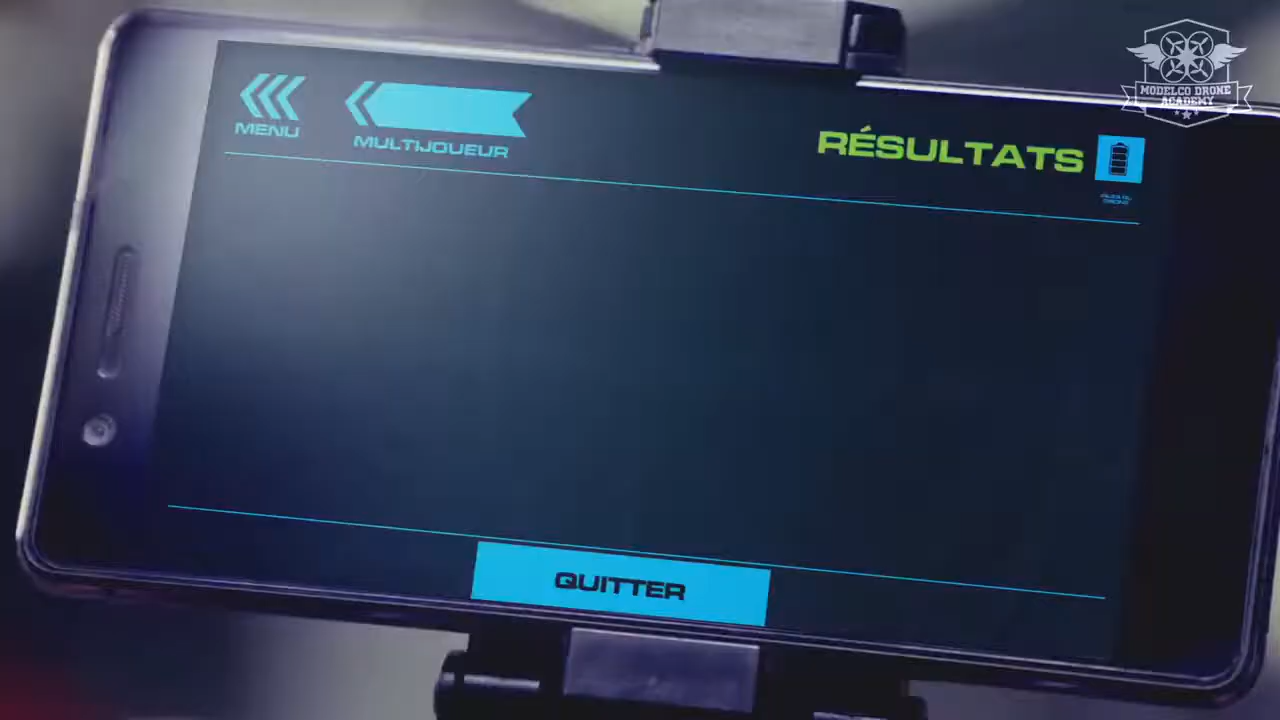 MODELCO DRONE
ACADEMY
MENU
MULTIJOUEUR
RÉSULTATS
QUITTER